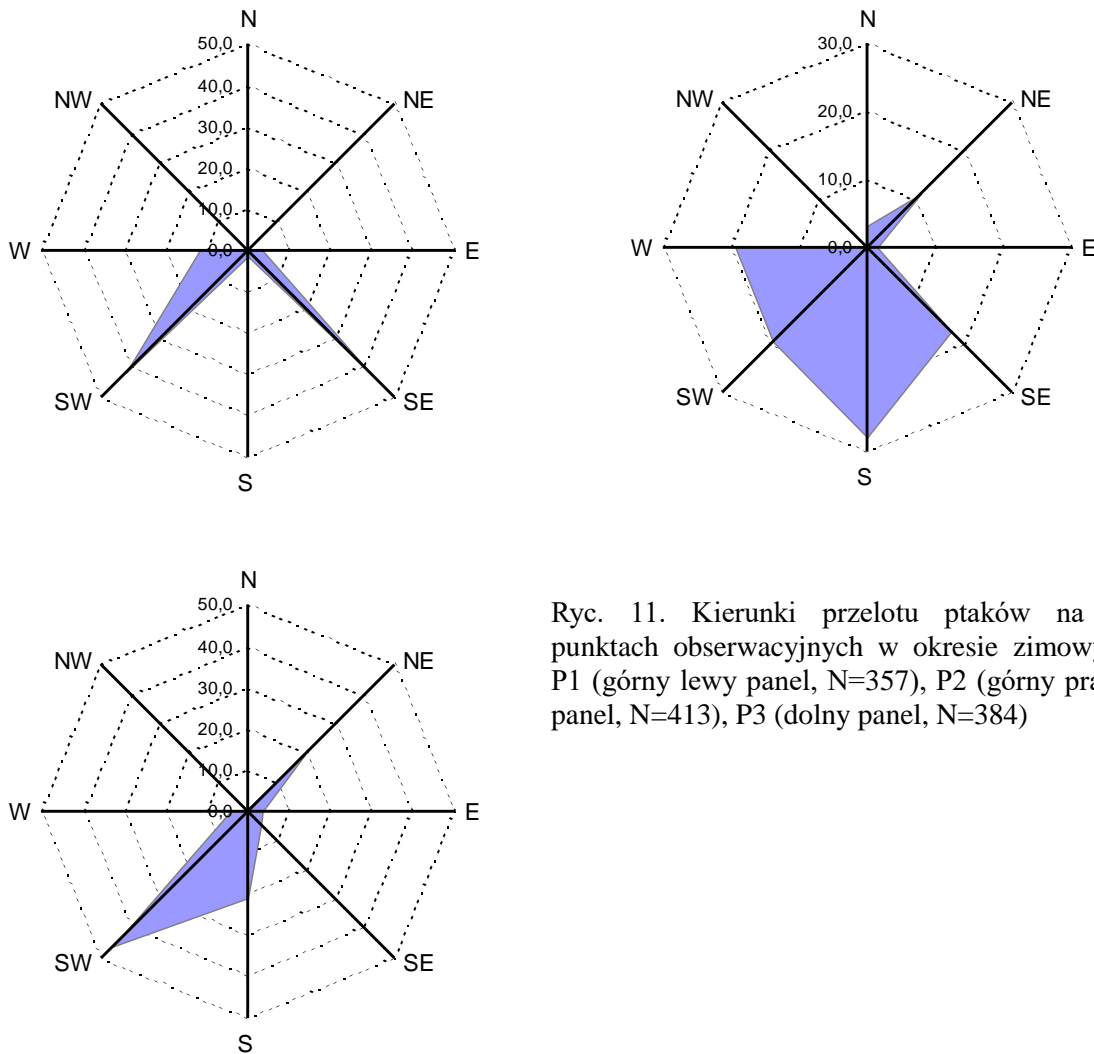 N
50,0
40,0
30,0
20,0
10,0
0,0
NW
NE
W
E
SW
SE
S
N
30,0
20,0
10,0
0,0
NW
NE
W
E
SW
SE
S
N
50,0
40,0
30,0
20,0
10,0
0,0
NW
NE
W
E
SW
SE
S
Ryc. 11. Kierunki przelotu ptaków na
punktach obserwacyjnych w okresie
P1 (górny lewy panel, N=357), P2 (górny
panel, N=413), P3 (dolny panel, N=384)